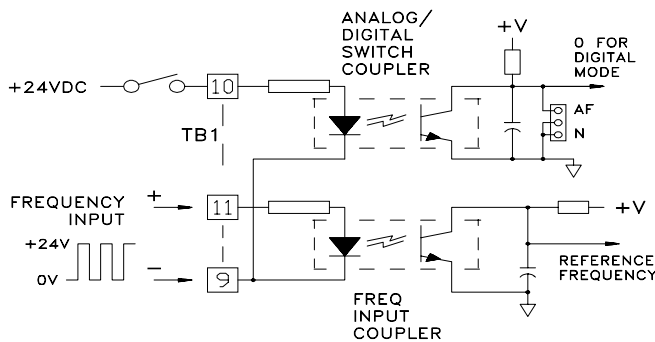 ANALOG/
DIGITAL
SWITCH
COUPLER
+V
0 FOR
DIGITAL
MODE
+24VDC
10
AF
TB1
N
FREQUENCY
INPUT
+
11
+V
+24V
0V
−
9
REFERENCE
FREQUENCY
FREQ
INPUT
COUPLER